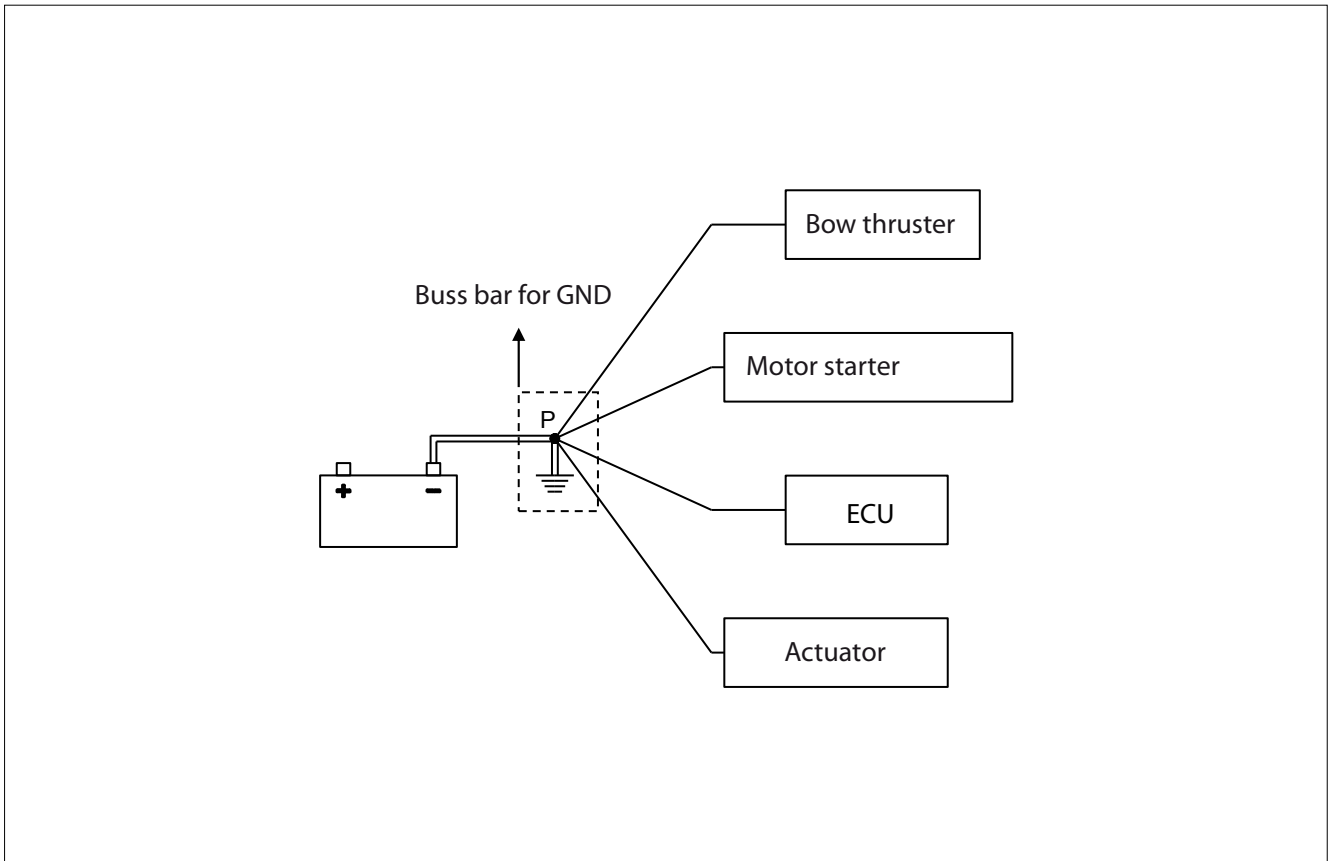 Bow thruster
Buss bar for GND
Motor starter
P
+ −
ECU
Actuator